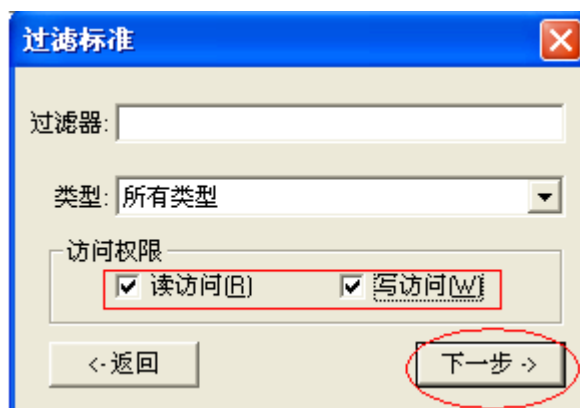 过滤标准
过滤器:
类型: 所有类型
访问权限
读访问(R) 写访问(W)
<-返回 下一步 ->